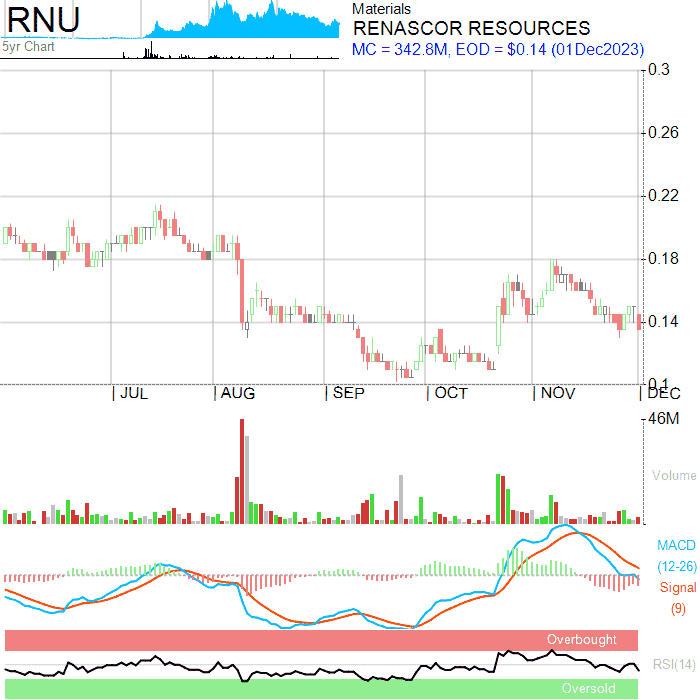 RNU
5yr Chart
Materials
RENASCOR RESOURCES
MC = 342.8M, EOD = $0.14 (01Dec2023)
0.3
0.26
0.22
0.18
0.14
0.1
JUL AUG SEP OCT NOV DEC
46M
Volume
MACD
(12-26)
Signal
(9)
Overbought
RSI(14)
Oversold